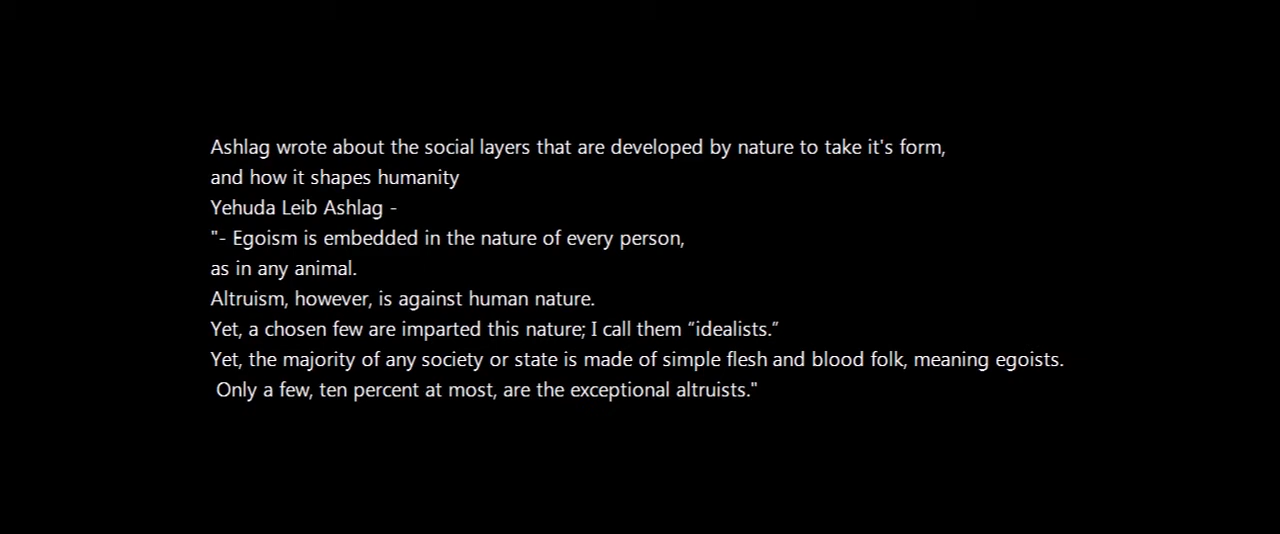 Ashlag wrote about the social layers that are developed by nature to take it's form,
and how it shapes humanity
Yehuda Leib Ashlag -
"- Egoism is embedded in the nature of every person,
as in any animal.
Altruism, however, is against human nature.
Yet, a chosen few are imparted this nature; I call them “idealists.”
Yet, the majority of any society or state is made of simple flesh and blood folk, meaning egoists.
Only a few, ten percent at most, are the exceptional altruists."